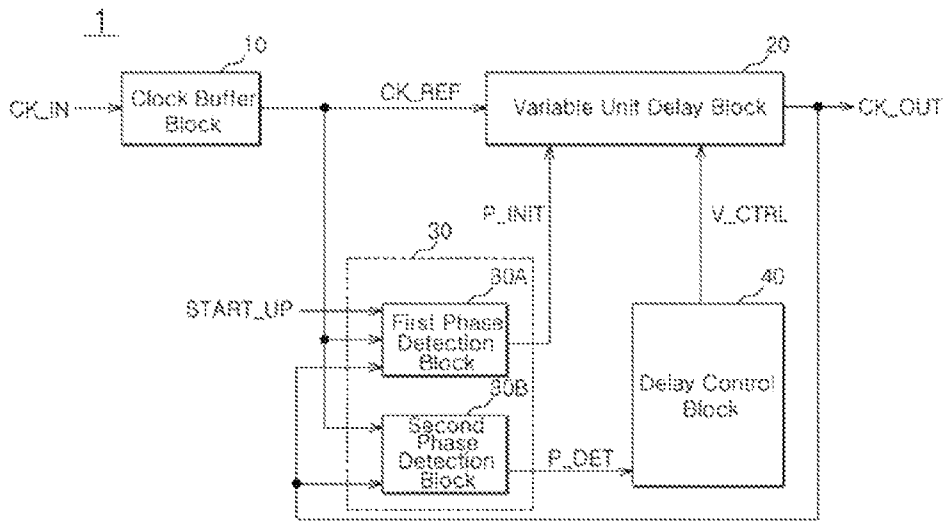 1
10
20
CK_IN
Clock Buffer
Block
CK_REF
Variable Unit Delay Block
CK_OUT
P_INIT
V_CTRL
30
30A
40
START_UP
First Phase
Detection
Block
Delay Control
Block
30B
Second
Phase
Detection
Block
P_DET